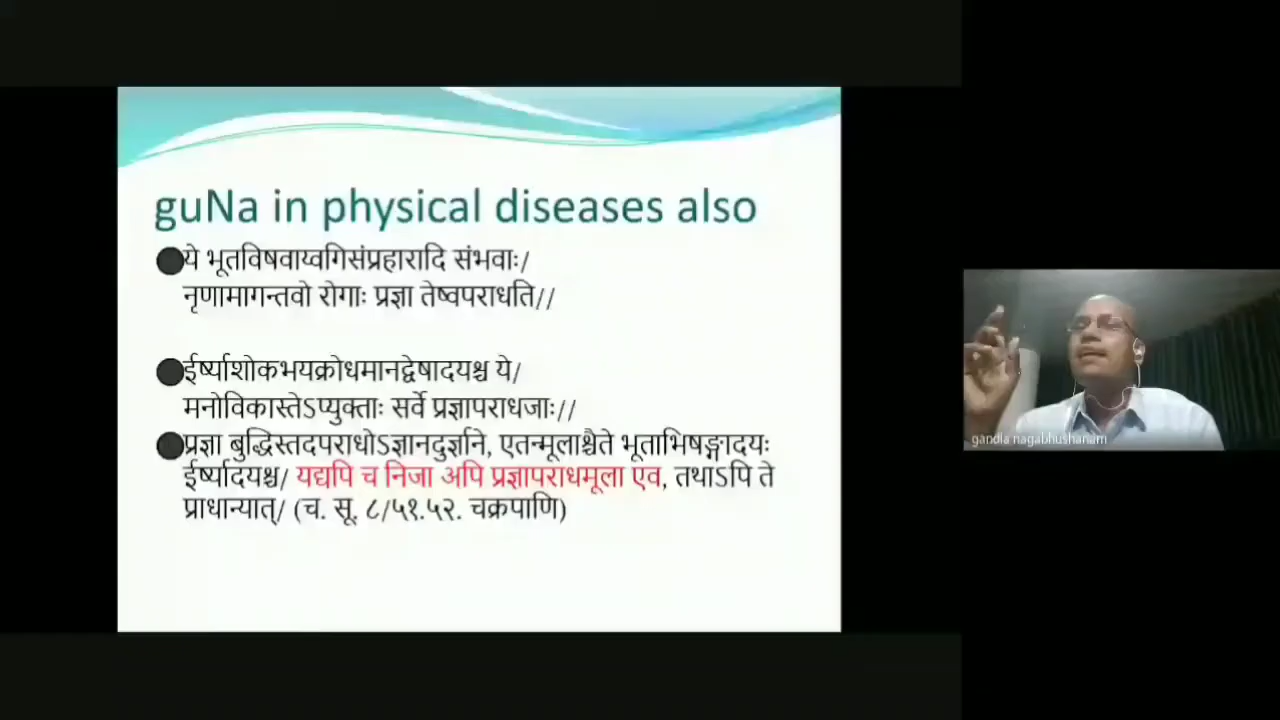 guNa in physical diseases also
ये भूतविषवाय्वगिसंप्रहारादि संभवाः/
नृणामागन्तवो रोगाः प्रज्ञा तेष्वपराधति//
ईर्ष्याशोकभयक्रोधमानद्वेषादयश्च ये/
मनोविकास्तेऽप्युक्ताः सर्वे प्रज्ञापराधजाः//
प्रज्ञा बुद्धिस्तदपराधोऽज्ञानदुर्ज्ञाने, एतन्मूलाश्चैते भूताभिषङ्गादयः
ईर्ष्यादयश्च/ यद्यपि च निजा अपि प्रज्ञापराधमूला एव, तथाऽपि ते
प्राधान्यात्/ (च. सू. ८/५१.५२. चक्रपाणि)
gandla nagabhushanam